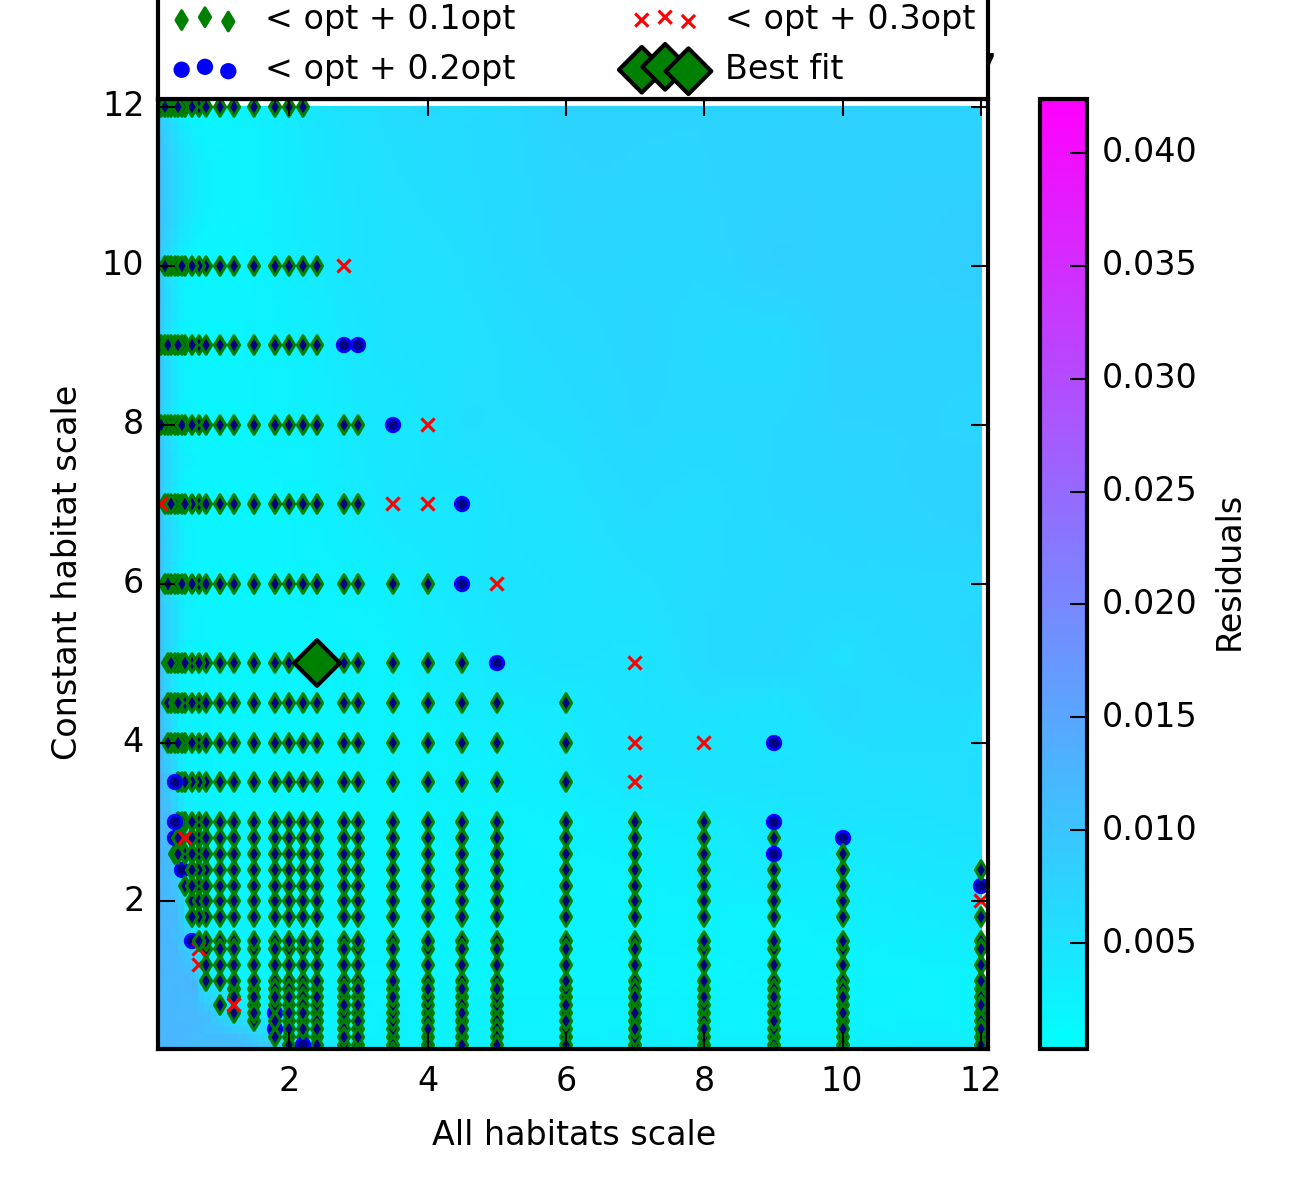 < opt + 0.1opt
< opt + 0.3opt
< opt + 0.2opt
Best fit
12
10
8
6
4
2
Constant habitat scale
2
4
6
8
10
12
All habitats scale
0.040
0.035
0.030
0.025
0.020
0.015
0.010
0.005
Residuals